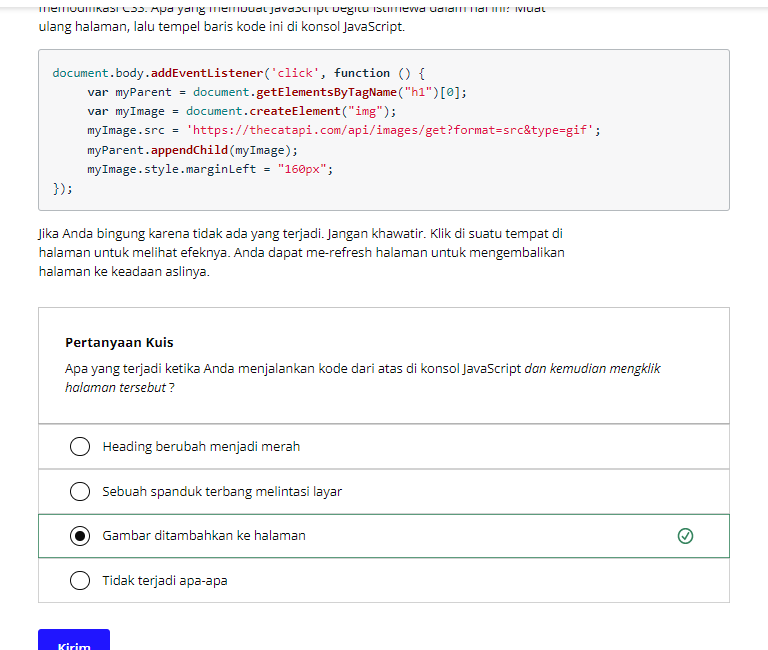 memodifikasi CSS. Apa yang membuat JavaScript begitu istimewa dalam hal ini? Muat
ulang halaman, lalu tempel baris kode ini di konsol JavaScript.
document.body.addEventListener('click', function () {
var myParent = document.getElementsByTagName("h1")[0];
var myImage = document.createElement("img");
myImage.src = 'https://thecatapi.com/api/images/get?format=src&type=gif';
myParent.appendChild(myImage);
myImage.style.marginLeft = "160px";
});
Jika Anda bingung karena tidak ada yang terjadi. Jangan khawatir. Klik di suatu tempat di
halaman untuk melihat efeknya. Anda dapat me-refresh halaman untuk mengembalikan
halaman ke keadaan aslinya.
Pertanyaan Kuis
Apa yang terjadi ketika Anda menjalankan kode dari atas di konsol JavaScript dan kemudian mengklik
halaman tersebut ?
Heading berubah menjadi merah
Sebuah spanduk terbang melintasi layar
Gambar ditambahkan ke halaman
Tidak terjadi apa-apa
Kirim